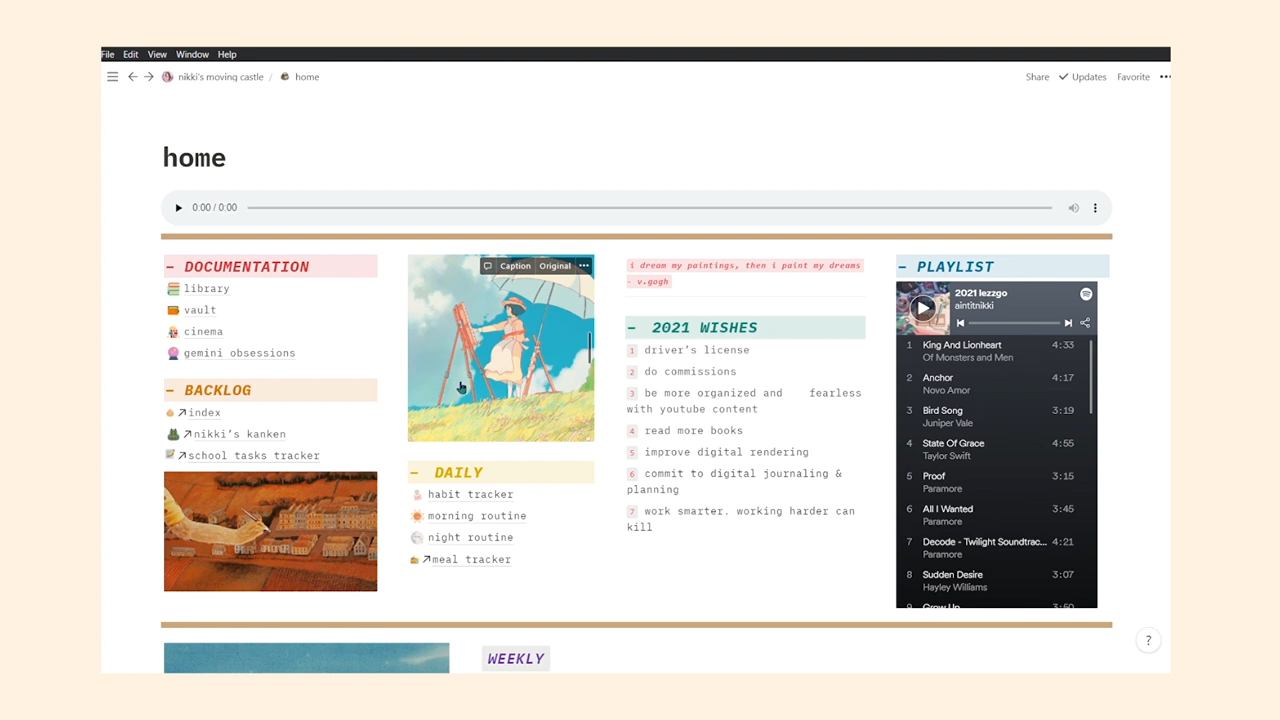 File Edit View Window Help
nikki's moving castle / home
Share Updates Favorite
home
0:00 / 0:00
– DOCUMENTATION
library
vault
cinema
gemini obsessions
– BACKLOG
index
nikki's kanken
school tasks tracker
Caption Original
– DAILY
habit tracker
morning routine
night routine
meal tracker
i dream my paintings, then i paint my dreams
- v.gogh
– 2021 WISHES
1 driver's license
2 do commissions
3 be more organized and fearless
with youtube content
4 read more books
5 improve digital rendering
6 commit to digital journaling &
planning
7 work smarter. working harder can
kill
– PLAYLIST
2021 lezzgo
aintitnikki
1 King And Lionheart 4:33
Of Monsters and Men
2 Anchor 4:17
Novo Amor
3 Bird Song 3:19
Juniper Vale
4 State Of Grace 4:55
Taylor Swift
5 Proof 3:15
Paramore
6 All I Wanted 3:45
Paramore
7 Decode - Twilight Soundtrac... 4:21
Paramore
8 Sudden Desire 3:07
Hayley Williams
9 Grow Up 3:50
WEEKLY
?